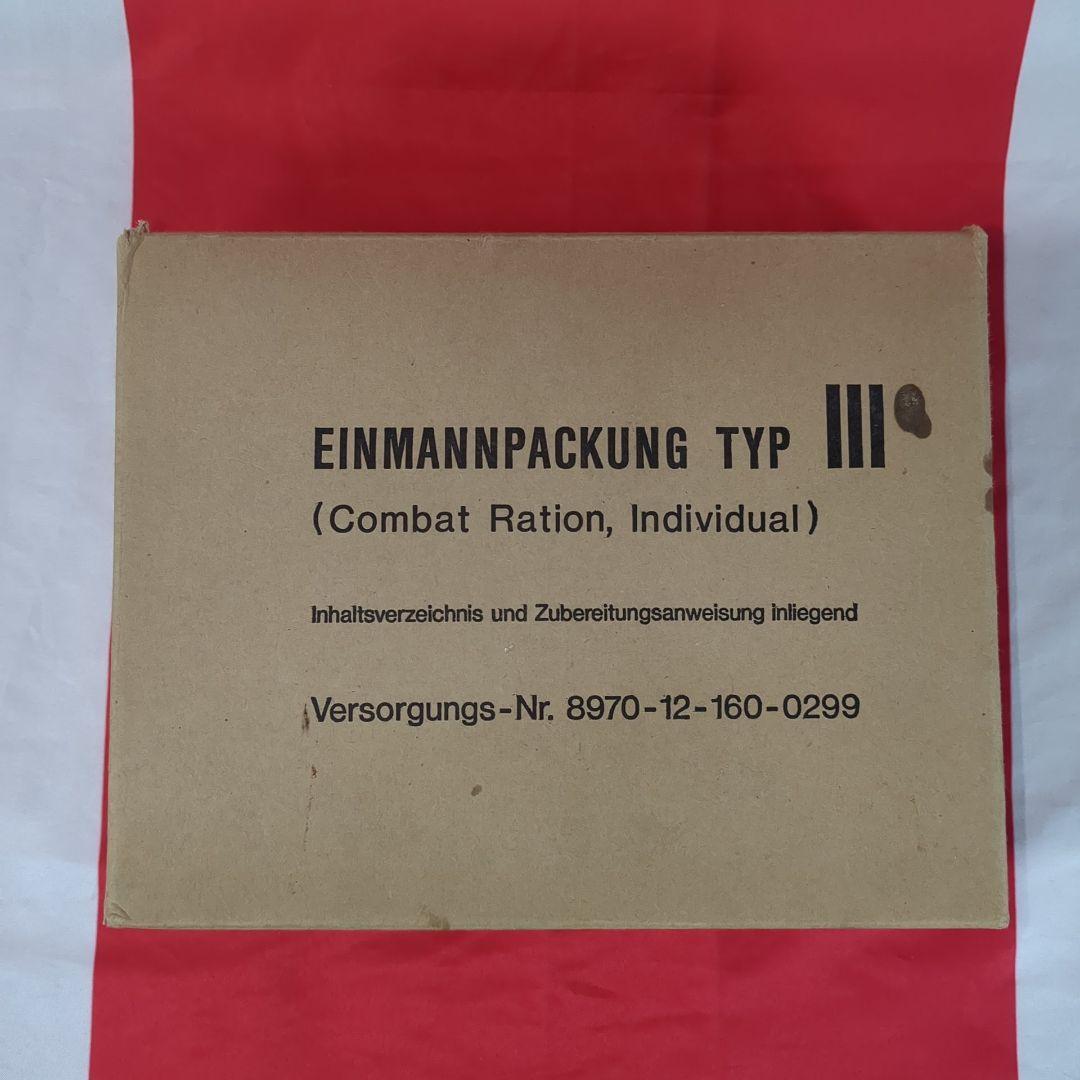 EINMANNPACKUNG TYP III
(Combat Ration, Individual)
Inhaltsverzeichnis und Zubereitungsanweisung inliegend
Versorgungs-Nr. 8970-12-160-0299